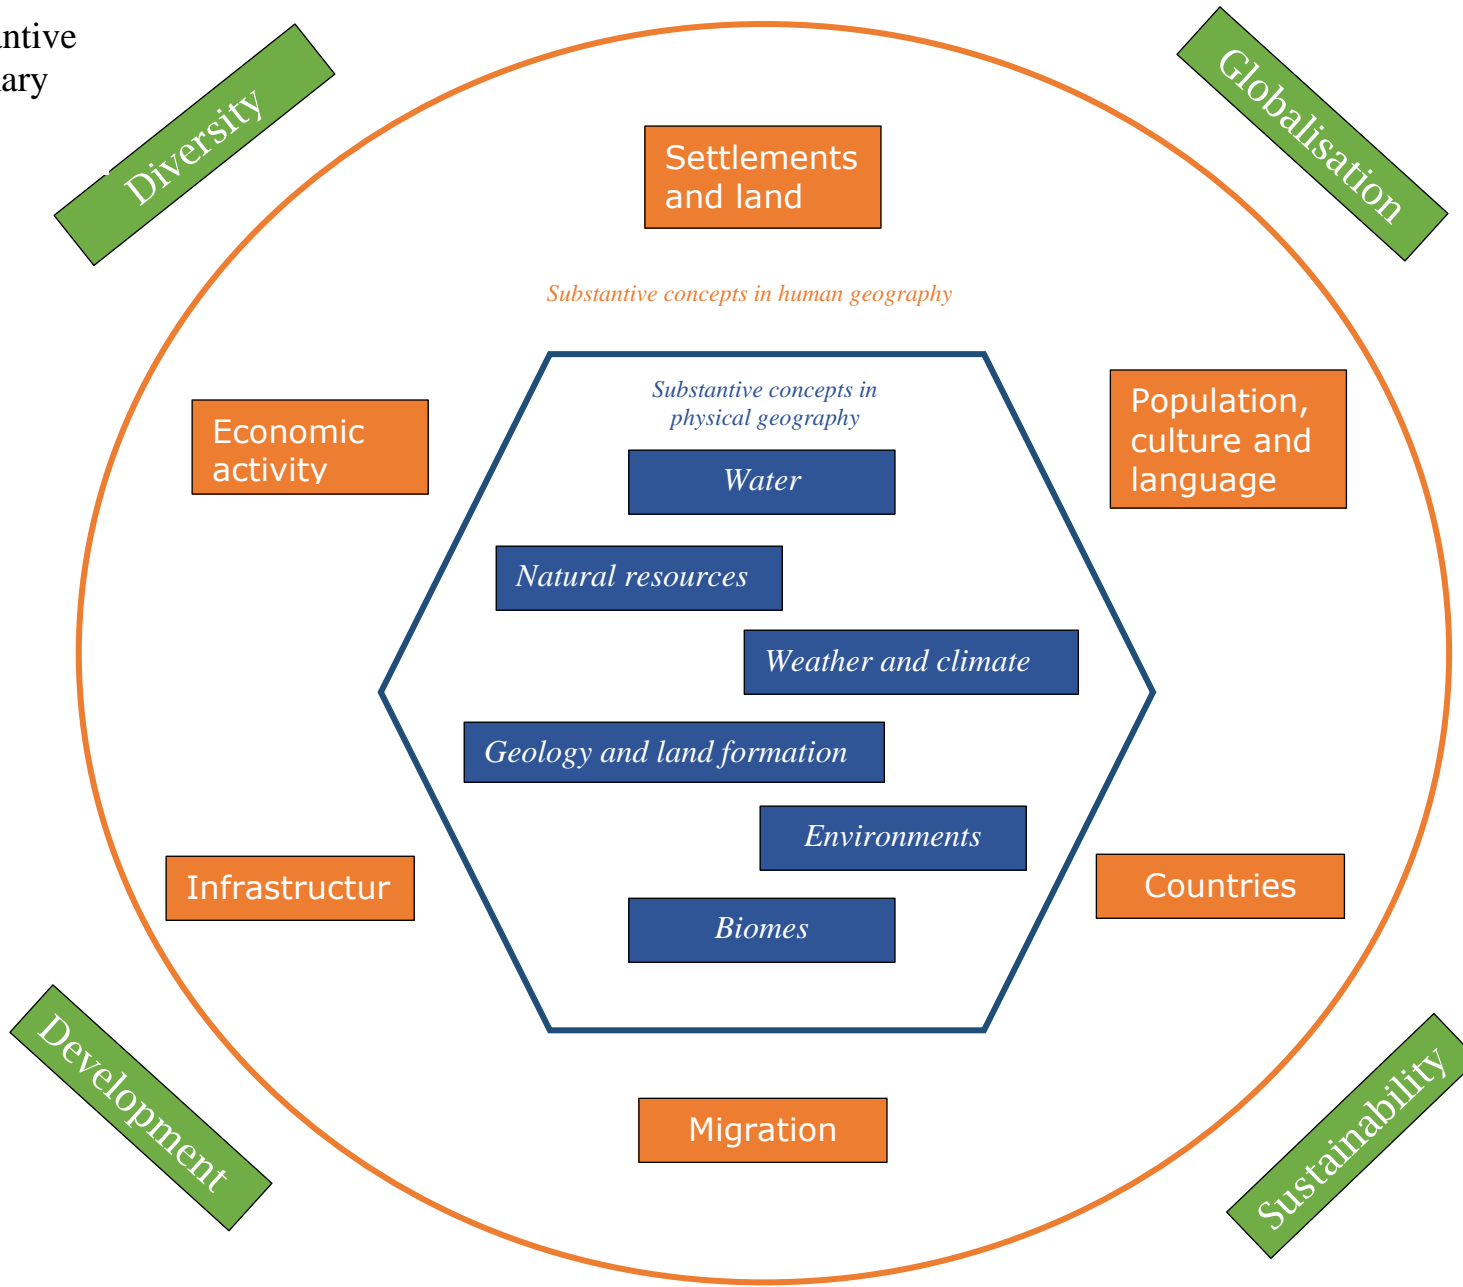 antive
ary
Diversity
Globalisation
Settlements
and land
Substantive concepts in human geography
Substantive concepts in
physical geography
Economic
activity
Population,
culture and
language
Water
Natural resources
Weather and climate
Geology and land formation
Environments
Infrastructur
Countries
Biomes
Development
Migration
Sustainability